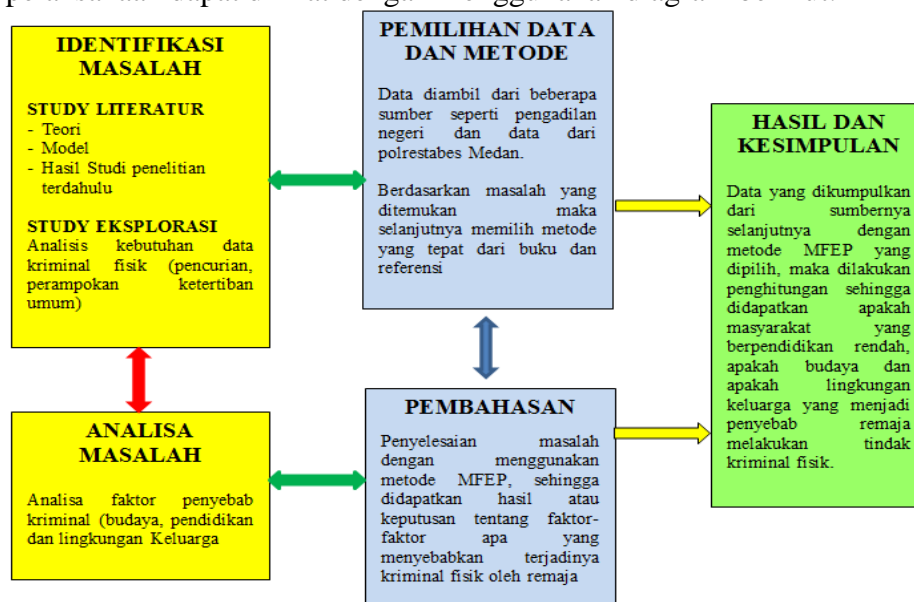 IDENTIFIKASI
MASALAH
STUDY LITERATUR
- Teori
- Model
- Hasil Studi penelitian
terdahulu
STUDY EKSPLORASI
Analisis kebutuhan data
kriminal fisik (pencurian,
perampokan ketertiban
umum)
PEMILIHAN DATA
DAN METODE
Data diambil dari beberapa
sumber seperti pengadilan
negeri dan data dari
polrestabes Medan.
Berdasarkan masalah yang
ditemukan maka
selanjutnya memilih metode
yang tepat dari buku dan
referensi
HASIL DAN
KESIMPULAN
Data yang dikumpulkan
dari sumbernya
selanjutnya dengan
metode MFEP yang
dipilih, maka dilakukan
penghitungan sehingga
didapatkan apakah
masyarakat yang
berpendidikan rendah,
apakah budaya dan
apakah lingkungan
keluarga yang menjadi
penyebab remaja
melakukan tindak
kriminal fisik.
ANALISA
MASALAH
Analisa faktor penyebab
kriminal (budaya, pendidikan
dan lingkungan Keluarga
PEMBAHASAN
Penyelesaian masalah
dengan menggunakan
metode MFEP, sehingga
didapatkan hasil atau
keputusan tentang faktor-
faktor apa yang
menyebabkan terjadinya
kriminal fisik oleh remaja